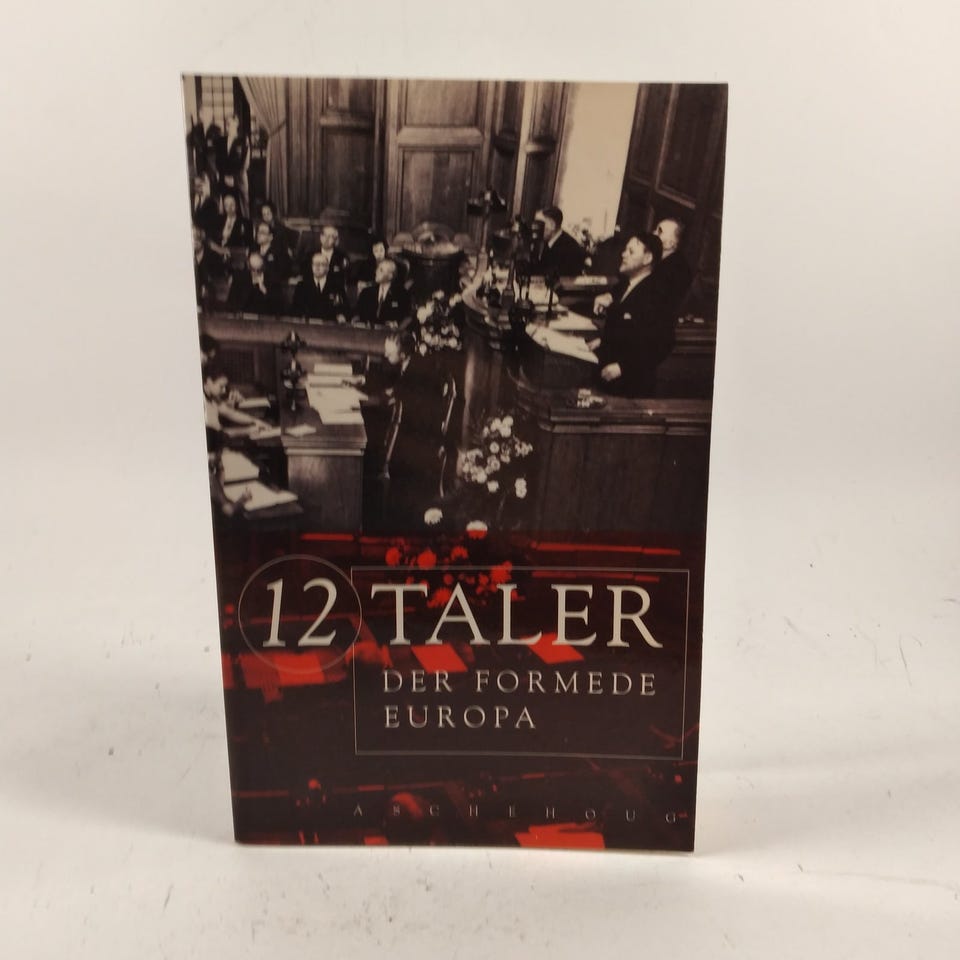 12 TALER
DER FORMEDE
EUROPA
ASCHEHOUG